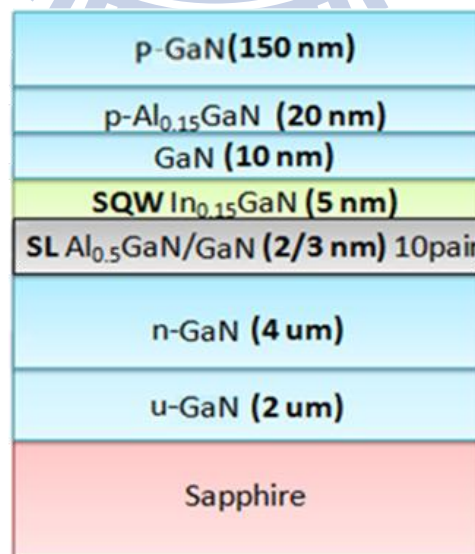 p-GaN(150 nm)
p-Al₀.₁₅GaN (20 nm)
GaN (10 nm)
SQW In₀.₁₅GaN (5 nm)
SL Al₀.₅GaN/GaN (2/3 nm) 10pair
n-GaN (4 um)
u-GaN (2 um)
Sapphire